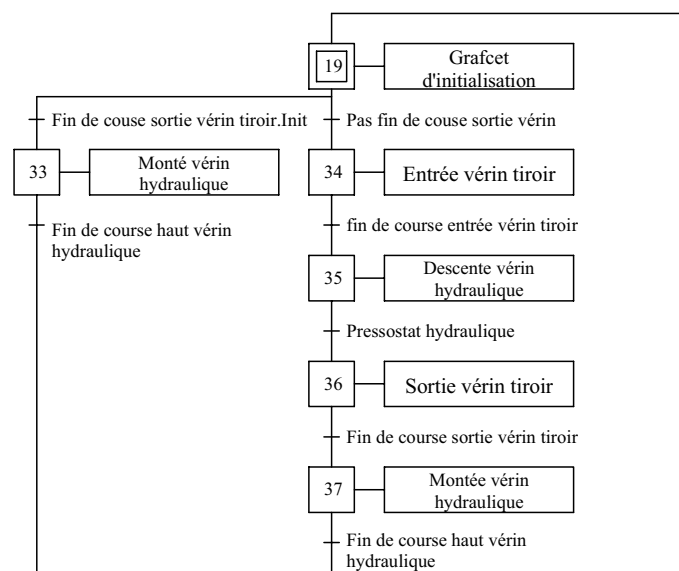 19
Grafcet
d'initialisation
Fin de couse sortie vérin tiroir.Init
Pas fin de couse sortie vérin
33
Monté vérin
hydraulique
34
Entrée vérin tiroir
Fin de course haut vérin
hydraulique
fin de course entrée vérin tiroir
35
Descente vérin
hydraulique
Pressostat hydraulique
36
Sortie vérin tiroir
Fin de course sortie vérin tiroir
37
Montée vérin
hydraulique
Fin de course haut vérin
hydraulique